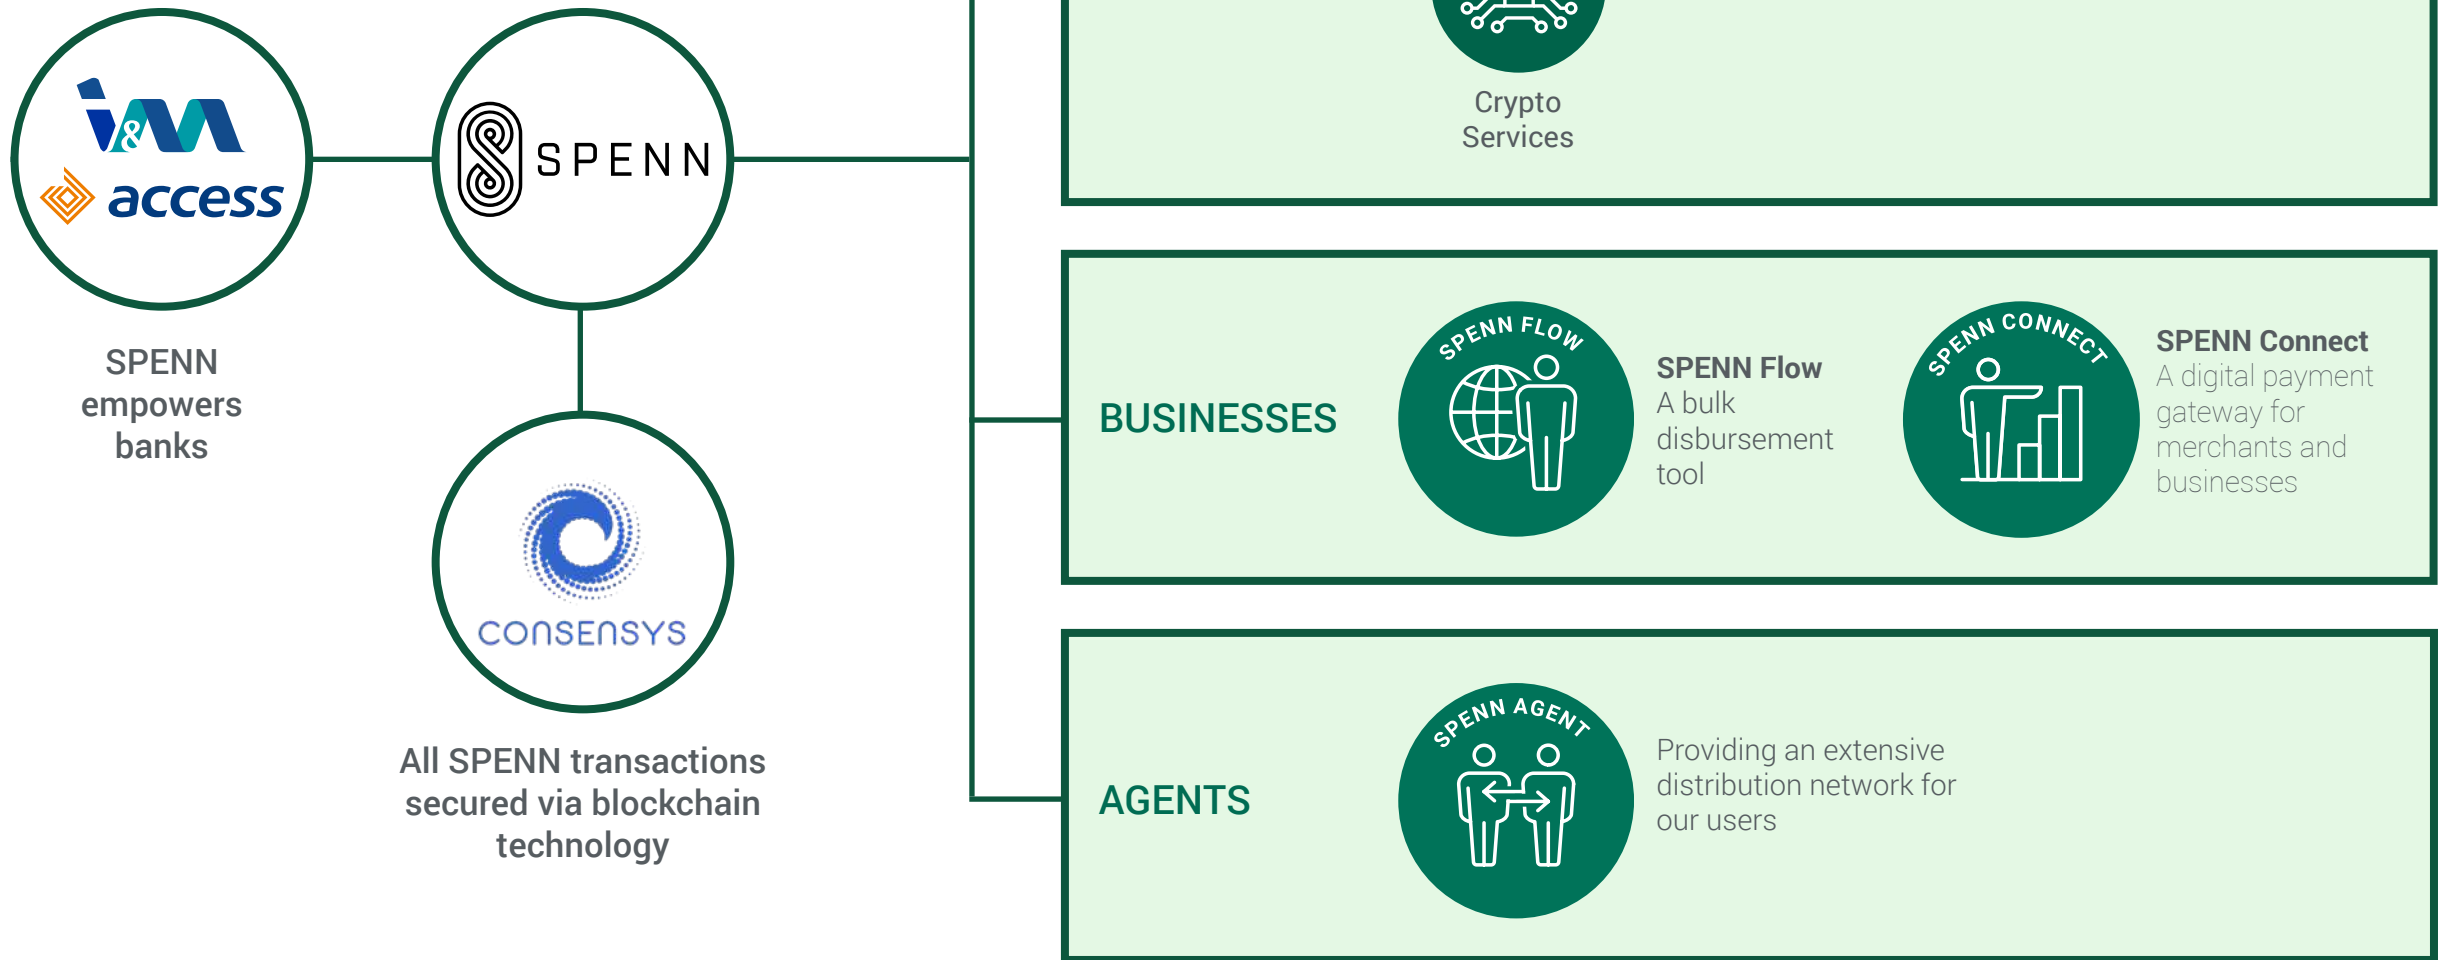 i&m
access
SPENN
empowers
banks
SPENN
CONSENSYS
All SPENN transactions
secured via blockchain
technology
Crypto
Services
BUSINESSES
SPENN FLOW
SPENN Flow
A bulk
disbursement
tool
SPENN CONNECT
SPENN Connect
A digital payment
gateway for
merchants and
businesses
AGENTS
SPENN AGENT
Providing an extensive
distribution network for
our users